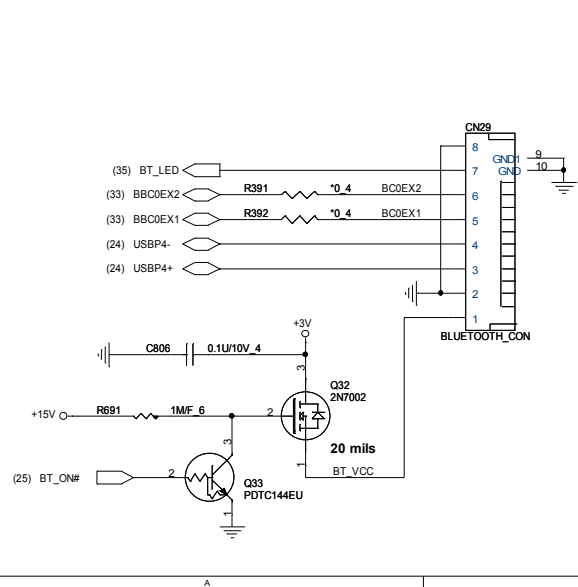 CN29
8
GND1 9
(35) BT_LED 7 GND 10
(33) BBC0EX2 R391 *0_4 BC0EX2 6
(33) BBC0EX1 R392 *0_4 BC0EX1 5
(24) USBP4- 4
(24) USBP4+ 3
2
1
+3V
BLUETOOTH_CON
C806 0.1U/10V_4
3
Q32
2N7002
+15V R691 1M/F_6 2
3
20 mils
1
BT_VCC
(25) BT_ON# 2
Q33
PDTC144EU
1
A